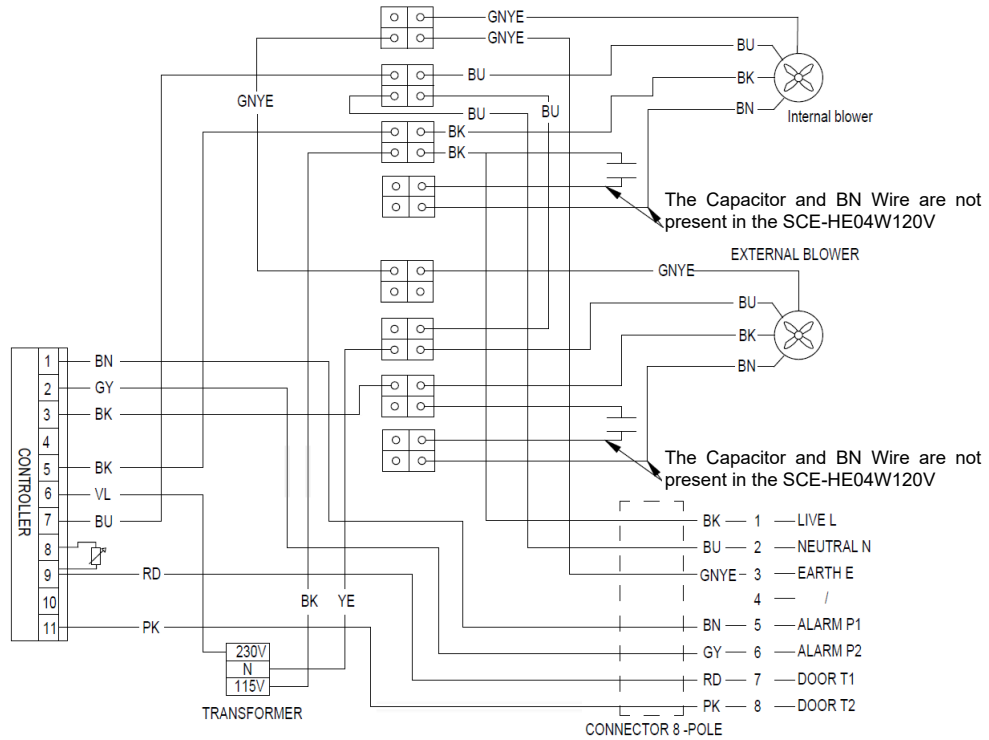 GNYE
GNYE
BU
BU
BK
GNYE
BU
BU
BN
Internal blower
BK
BK
The Capacitor and BN Wire are not
present in the SCE-HE04W120V
EXTERNAL BLOWER
GNYE
BU
BK
BN
CONTROLLER
1
BN
2
GY
3
BK
4
5
BK
6
VL
7
BU
8
9
RD
10
11
PK
The Capacitor and BN Wire are not
present in the SCE-HE04W120V
BK 1 LIVE L
BU 2 NEUTRAL N
GNYE 3 EARTH E
4 /
BN 5 ALARM P1
GY 6 ALARM P2
RD 7 DOOR T1
PK 8 DOOR T2
BK YE
230V
N
115V
TRANSFORMER
CONNECTOR 8 -POLE